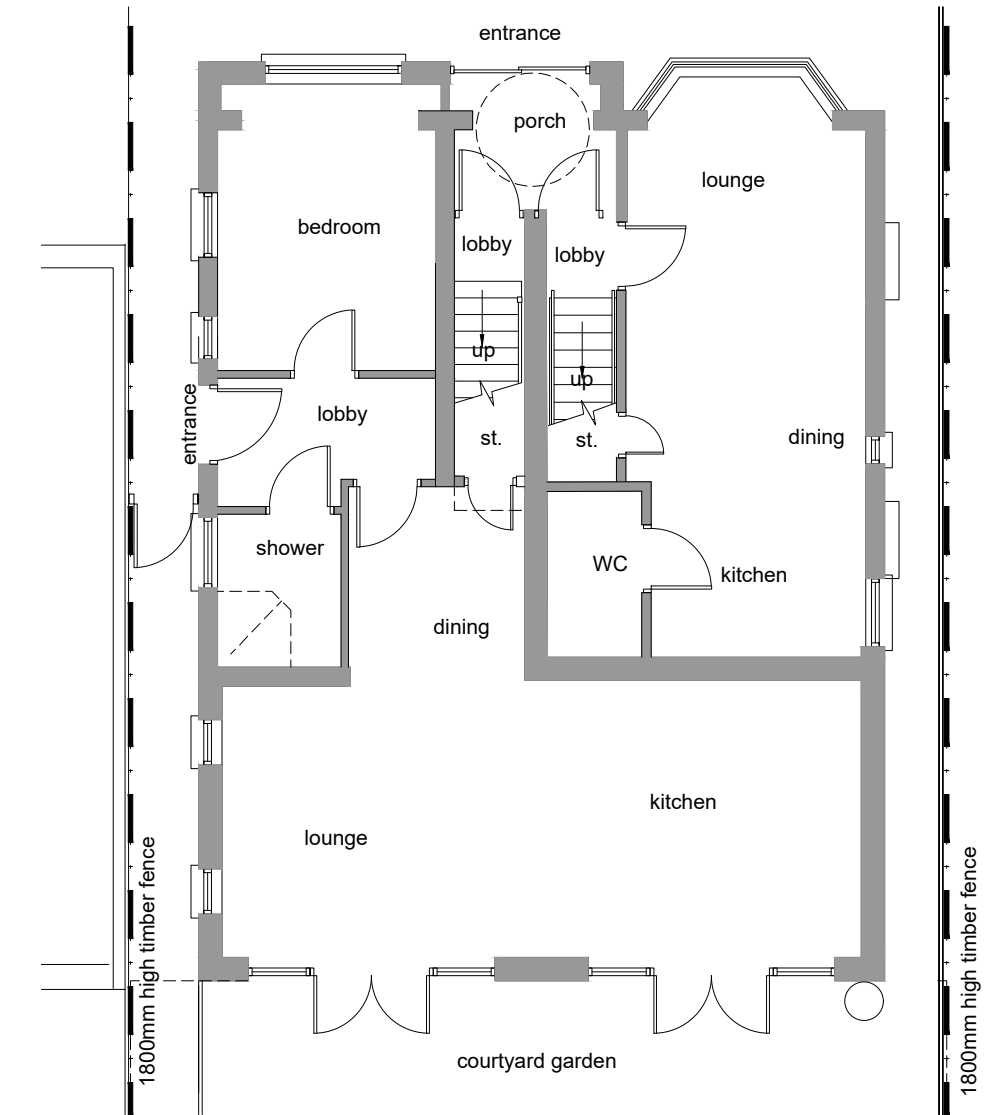 entrance
porch
lounge
bedroom
lobby
lobby
up
up
entrance
lobby
st.
st.
dining
shower
WC
kitchen
dining
kitchen
lounge
1800mm high timber fence
1800mm high timber fence
courtyard garden